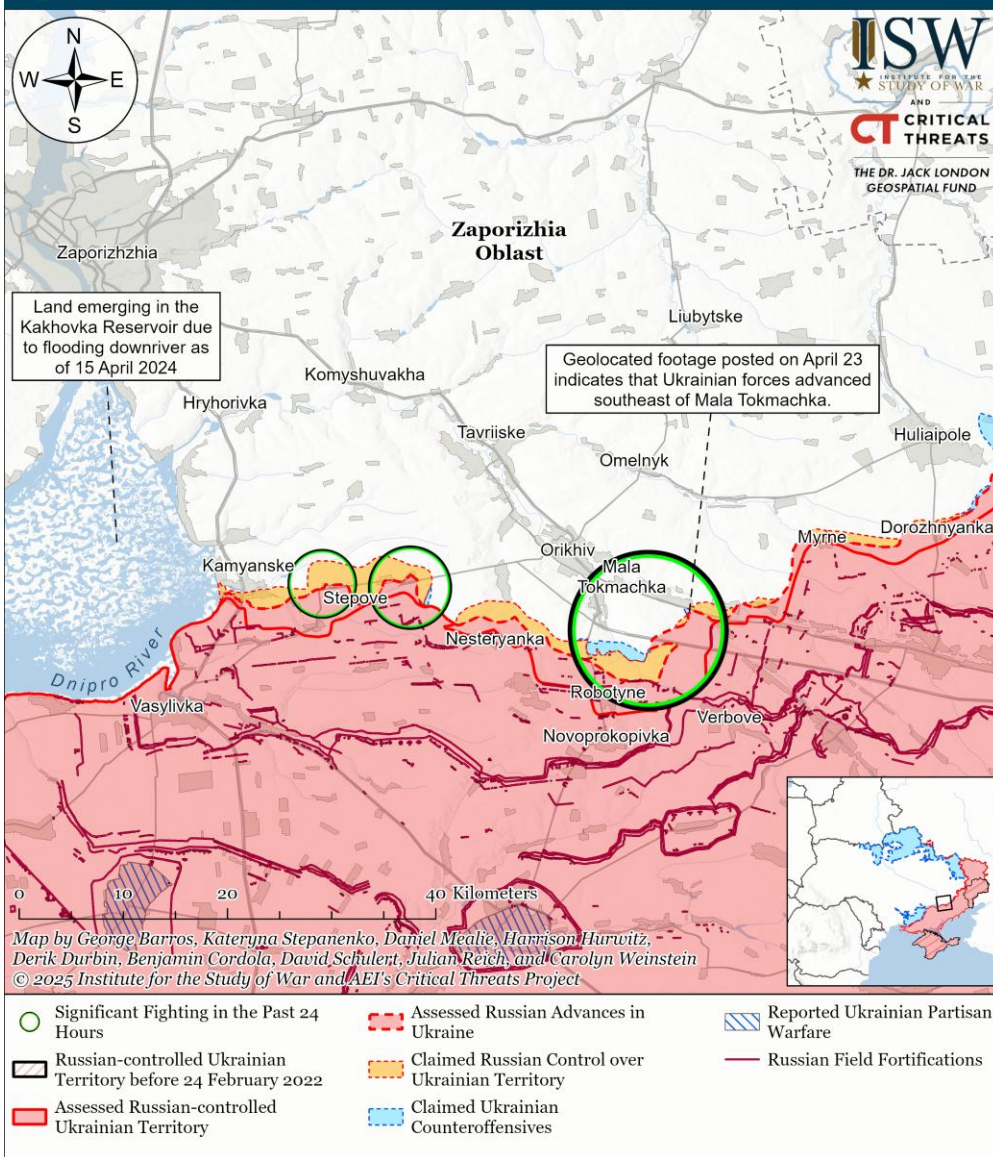 N
W E
S
ISW
INSTITUTE FOR THE
STUDY OF WAR
AND
CT CRITICAL
THREATS
THE DR. JACK LONDON
GEOSPATIAL FUND
Zaporizhia
Oblast
Zaporizhzhia
Land emerging in the
Kakhovka Reservoir due
to flooding downriver as
of 15 April 2024
Liubytske
Geolocated footage posted on April 23
indicates that Ukrainian forces advanced
southeast of Mala Tokmachka.
Komyshuvakha
Hryhorivka
Tavriiske
Huliaipole
Omelnyk
Dorozhnyanka
Myrne
Orikhiv
Kamyanske
Mala
Tokmachka
Stepove
Nesteryanka
Dnipro River
Robotyne
Vasylivka
Verbove
Novoprokopivka
0 10 20 40 Kilometers
Map by George Barros, Kateryna Stepanenko, Daniel Mealie, Harrison Hurwitz,
Derik Durbin, Benjamin Cordola, David Schulert, Julian Reich, and Carolyn Weinstein
© 2025 Institute for the Study of War and AEI's Critical Threats Project
Significant Fighting in the Past 24
Hours
Russian-controlled Ukrainian
Territory before 24 February 2022
Assessed Russian-controlled
Ukrainian Territory
Assessed Russian Advances in
Ukraine
Claimed Russian Control over
Ukrainian Territory
Claimed Ukrainian
Counteroffensives
Reported Ukrainian Partisan
Warfare
Russian Field Fortifications